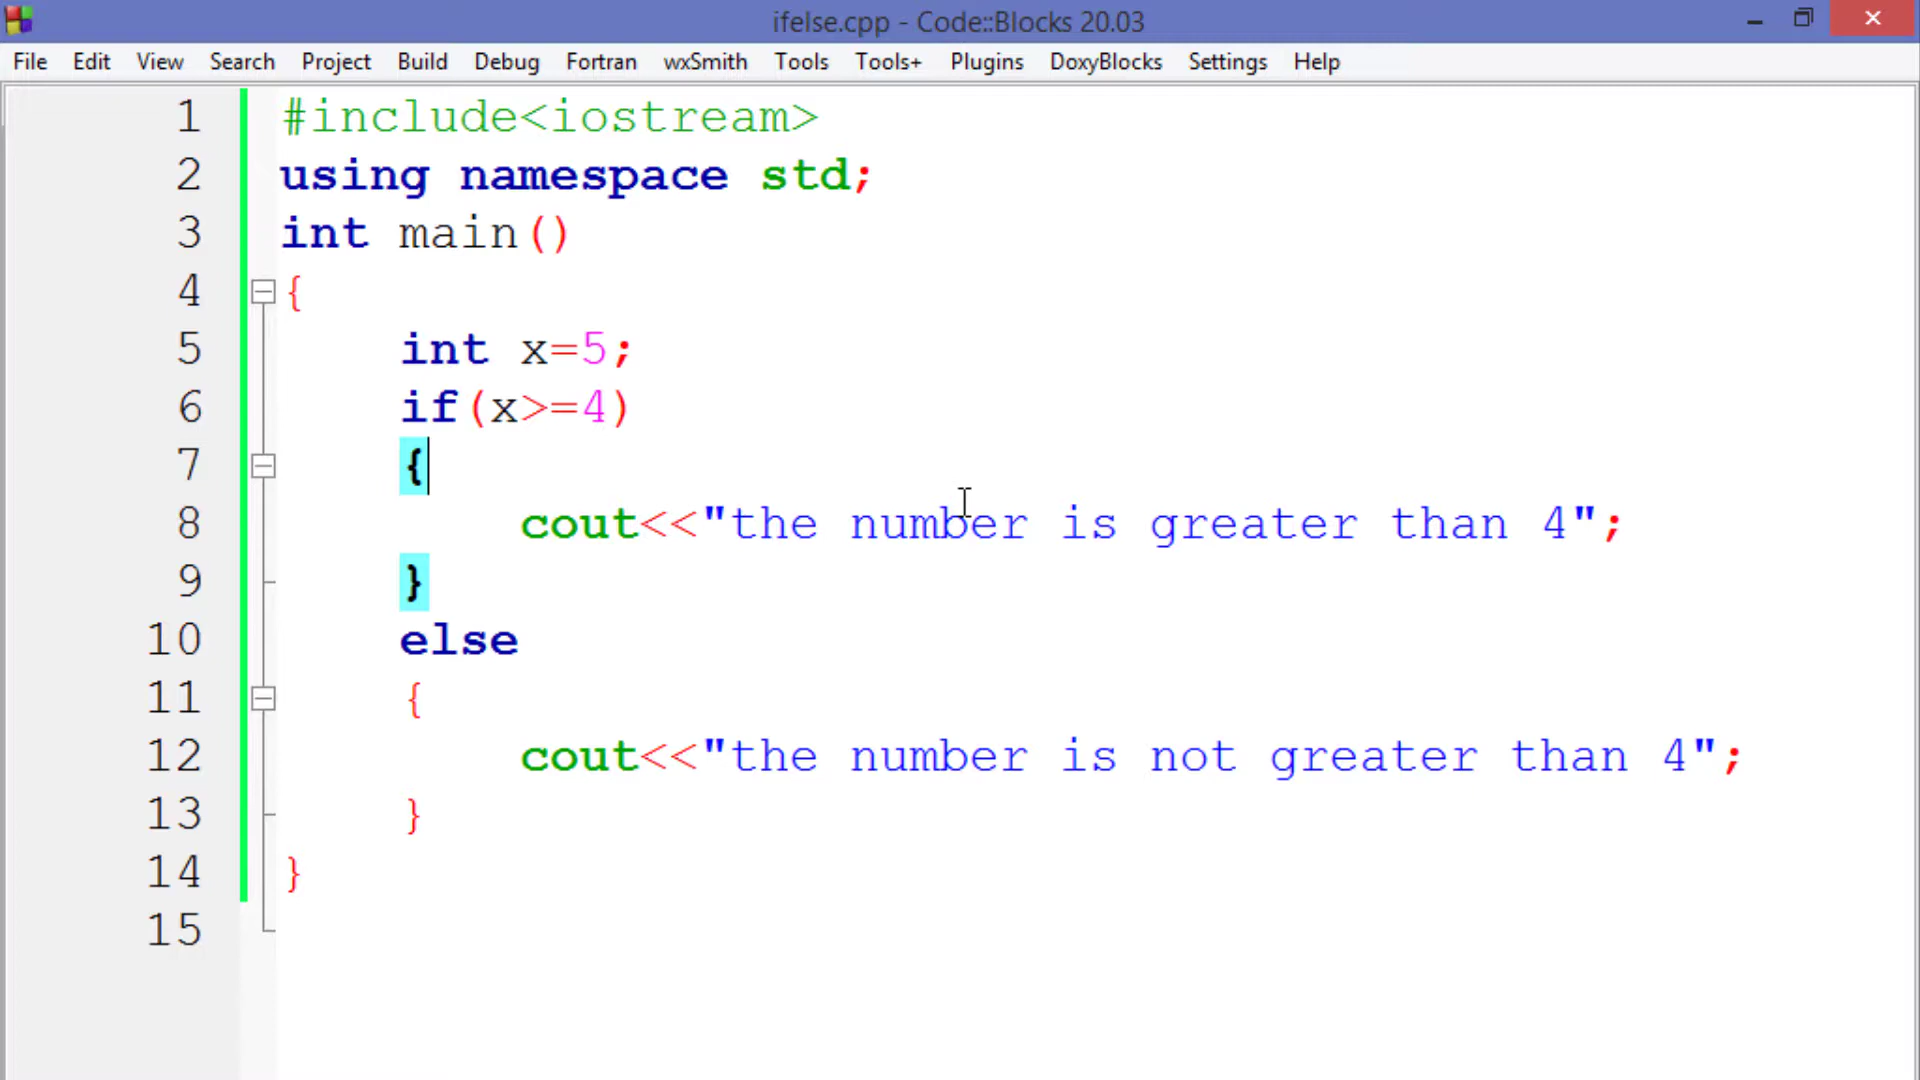 ifelse.cpp - Code::Blocks 20.03
File Edit View Search Project Build Debug Fortran wxSmith Tools Tools+ Plugins DoxyBlocks Settings Help
1 #include<iostream>
2 using namespace std;
3 int main()
4 {
5 int x=5;
6 if(x>=4)
7 {
8 cout<<"the number is greater than 4";
9 }
10 else
11 {
12 cout<<"the number is not greater than 4";
13 }
14 }
15